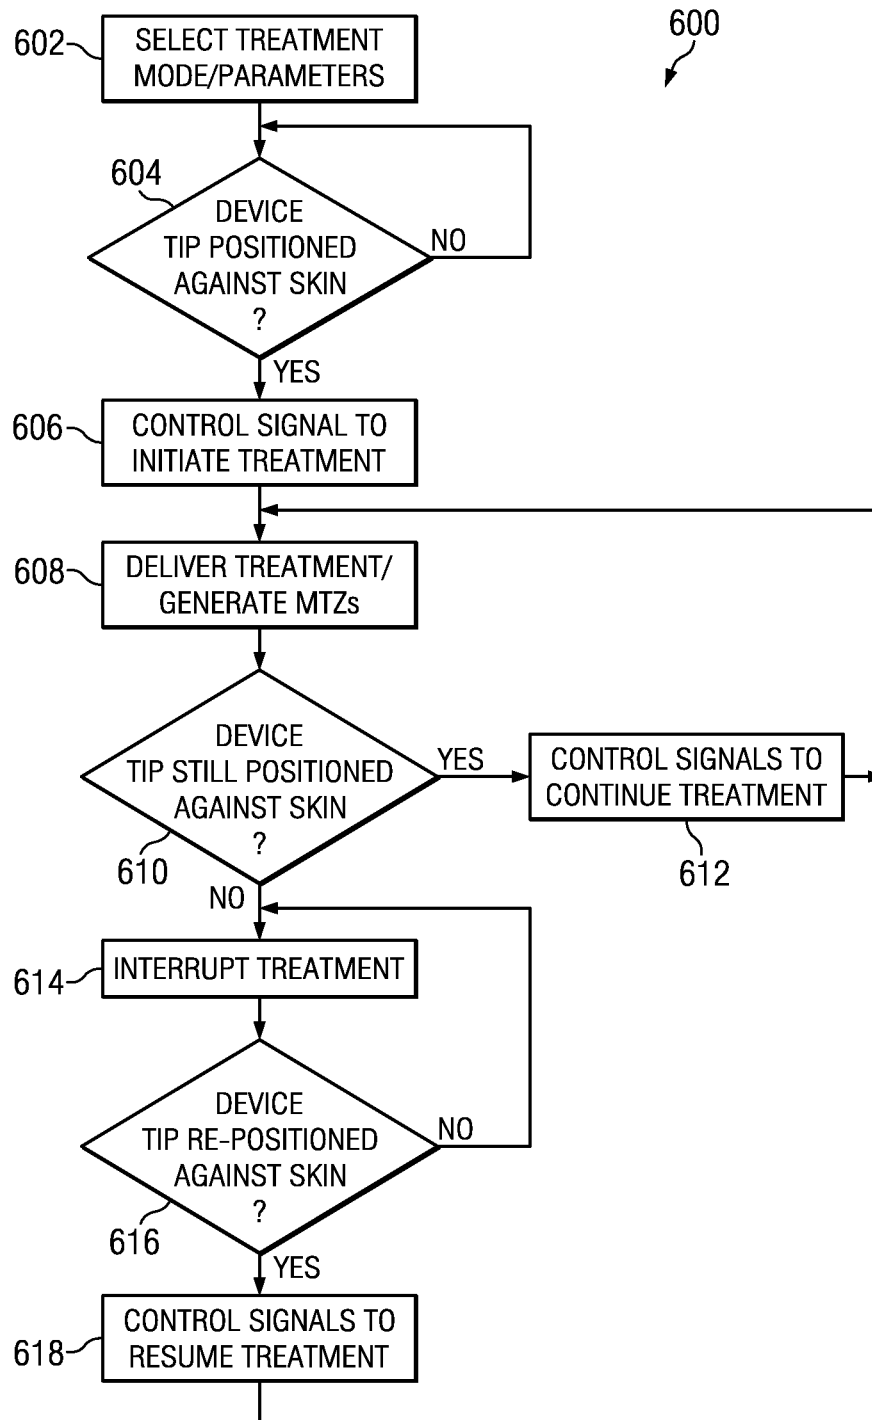 600
602
SELECT TREATMENT
MODE/PARAMETERS
604
DEVICE
TIP POSITIONED
AGAINST SKIN
?
NO
YES
606
CONTROL SIGNAL TO
INITIATE TREATMENT
608
DELIVER TREATMENT/
GENERATE MTZs
DEVICE
TIP STILL POSITIONED
AGAINST SKIN
?
610
YES
CONTROL SIGNALS TO
CONTINUE TREATMENT
612
NO
614
INTERRUPT TREATMENT
DEVICE
TIP RE-POSITIONED
AGAINST SKIN
?
616
NO
YES
618
CONTROL SIGNALS TO
RESUME TREATMENT